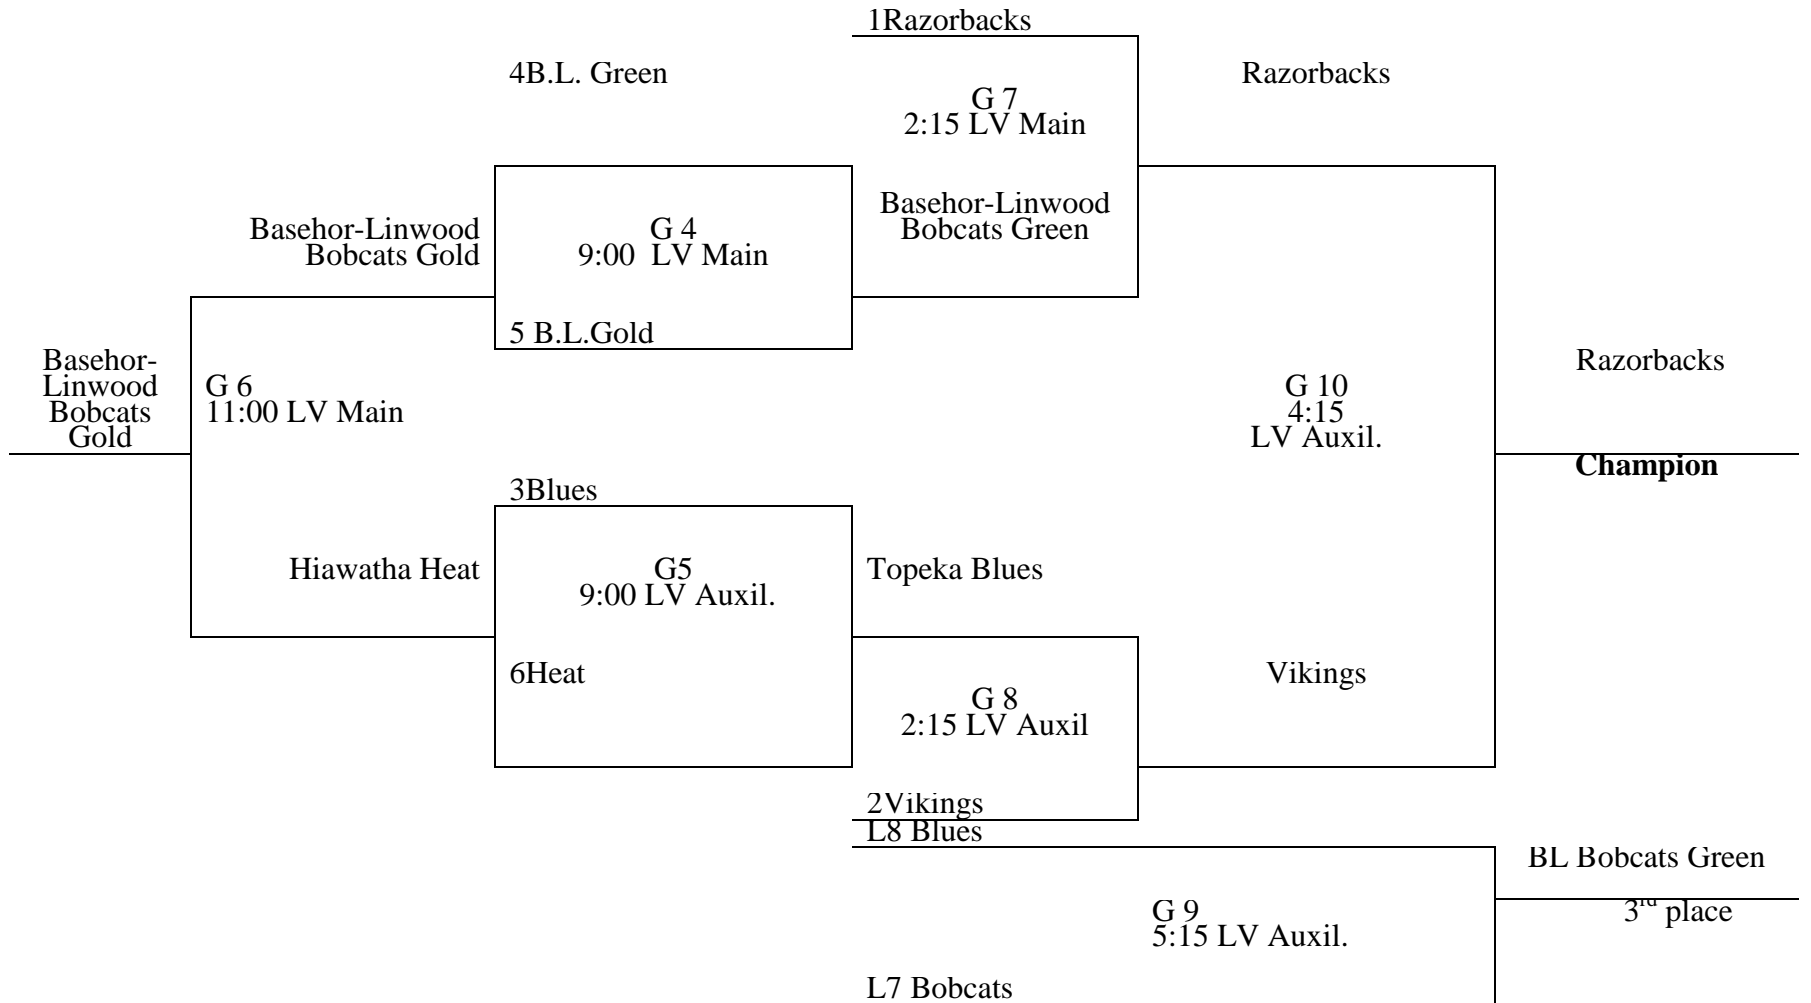 1Razorbacks
4B.L. Green
Razorbacks
G 7
2:15 LV Main
Basehor-Linwood
Bobcats Green
Basehor-Linwood
Bobcats Gold
G 4
9:00  LV Main
5 B.L.Gold
Basehor-
Linwood
Bobcats
Gold
G 6
11:00 LV Main
Razorbacks
G 10
4:15
LV Auxil.
Champion
3Blues
Hiawatha Heat
G5
9:00 LV Auxil.
Topeka Blues
6Heat
Vikings
G 8
2:15 LV Auxil
2Vikings
L8 Blues
BL Bobcats Green
3rd place
G 9
5:15 LV Auxil.
L7 Bobcats